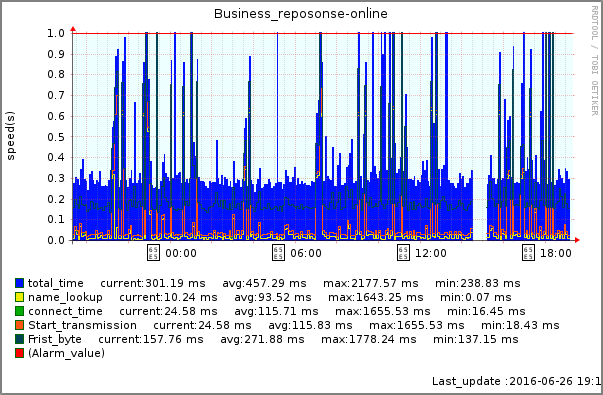 Business_reposonse-online
RRDTOOL / TOBI OETIKER
speed(s)
1.0
0.9
0.8
0.7
0.6
0.5
0.4
0.3
0.2
0.1
0.0
65E5 00:00 65E5 06:00 65E5 12:00 65E5 18:00
total_time current:301.19 ms avg:457.29 ms max:2177.57 ms min:238.83 ms
name_lookup current:10.24 ms avg:93.52 ms max:1643.25 ms min:0.07 ms
connect_time current:24.58 ms avg:115.71 ms max:1655.53 ms min:16.45 ms
Start_transmission current:24.58 ms avg:115.83 ms max:1655.53 ms min:18.43 ms
Frist_byte current:157.76 ms avg:271.88 ms max:1778.24 ms min:137.15 ms
(Alarm_value)
Last_update :2016-06-26 19:1